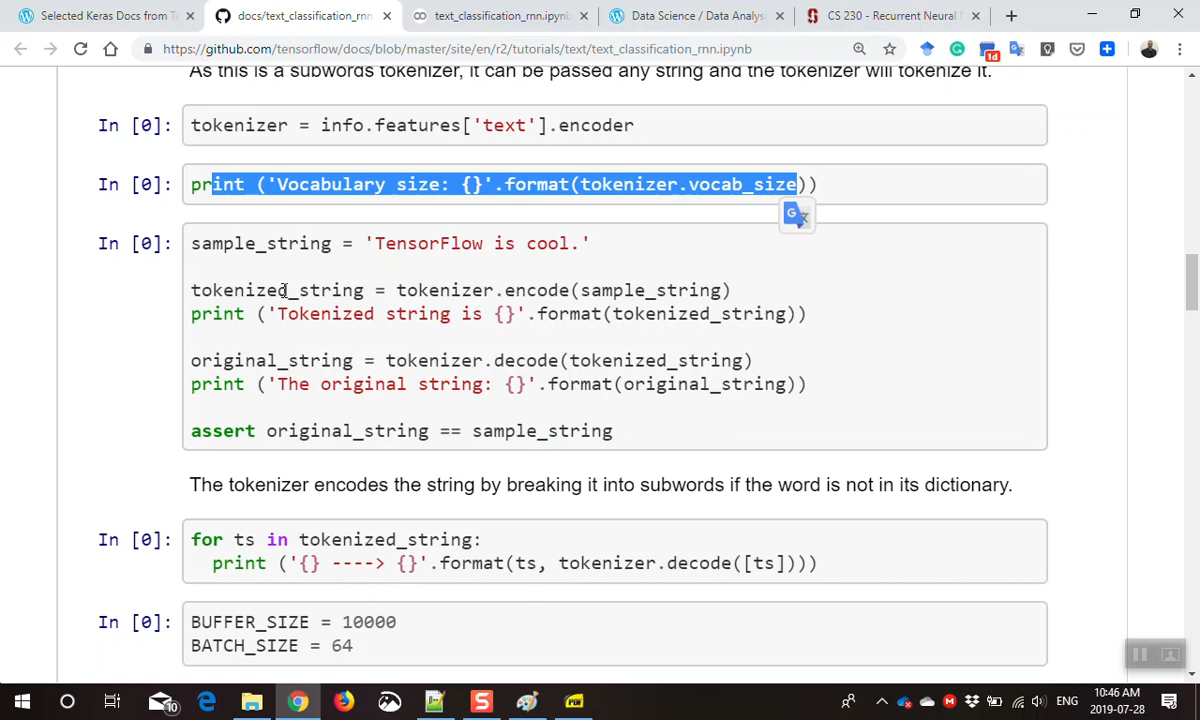 Selected Keras Docs from Te
docs/text_classification_rnn
text_classification_rnn.ipynb
Data Science / Data Analysi
CS 230 - Recurrent Neural N
https://github.com/tensorflow/docs/blob/master/site/en/r2/tutorials/text/text_classification_rnn.ipynb
1d
As this is a subwords tokenizer, it can be passed any string and the tokenizer will tokenize it.
In [0]: tokenizer = info.features['text'].encoder
In [0]: print ('Vocabulary size: {}'.format(tokenizer.vocab_size))
In [0]: sample_string = 'TensorFlow is cool.'
tokenized_string = tokenizer.encode(sample_string)
print ('Tokenized string is {}'.format(tokenized_string))
original_string = tokenizer.decode(tokenized_string)
print ('The original string: {}'.format(original_string))
assert original_string == sample_string
The tokenizer encodes the string by breaking it into subwords if the word is not in its dictionary.
In [0]: for ts in tokenized_string:
print ('{} ----> {}'.format(ts, tokenizer.decode([ts])))
In [0]: BUFFER_SIZE = 10000
BATCH_SIZE = 64
10
ENG
10:46 AM
2019-07-28